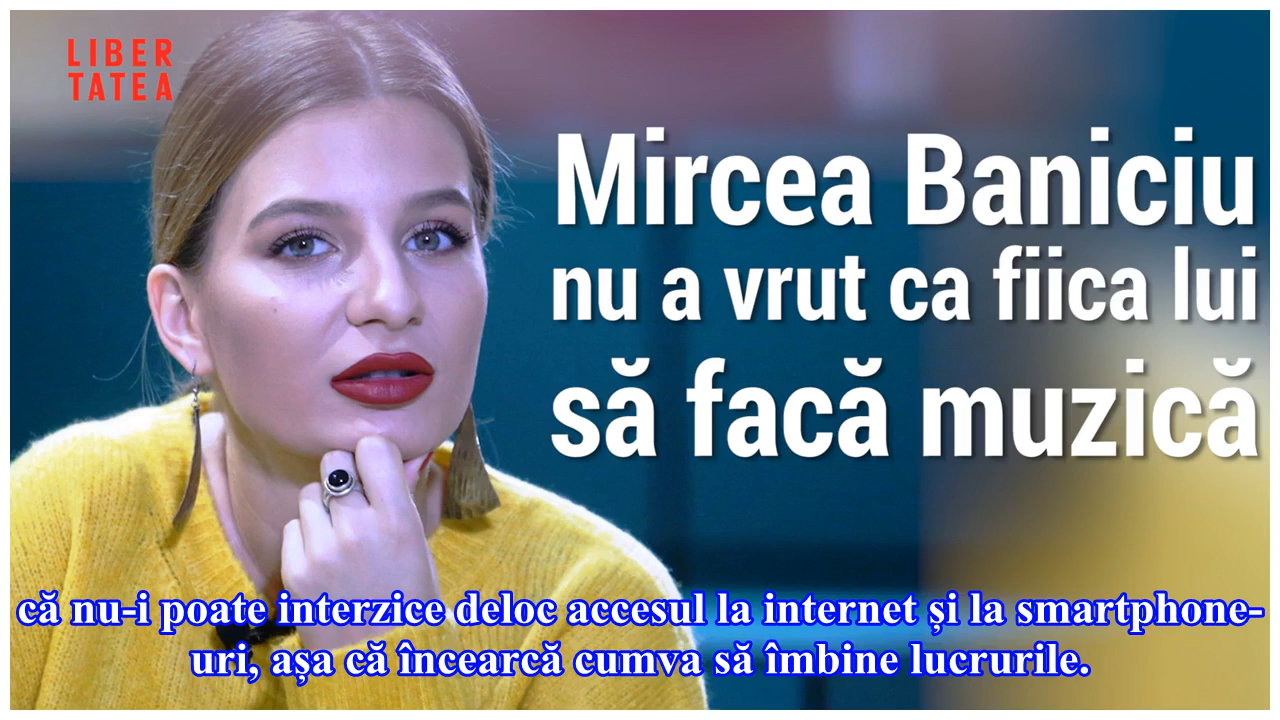 LIBER
TATEA
Mircea Baniciu
nu a vrut ca fiica lui
să facă muzică
că nu-i poate interzice deloc accesul la internet și la smartphone-
uri, așa că încearcă cumva să îmbine lucrurile.